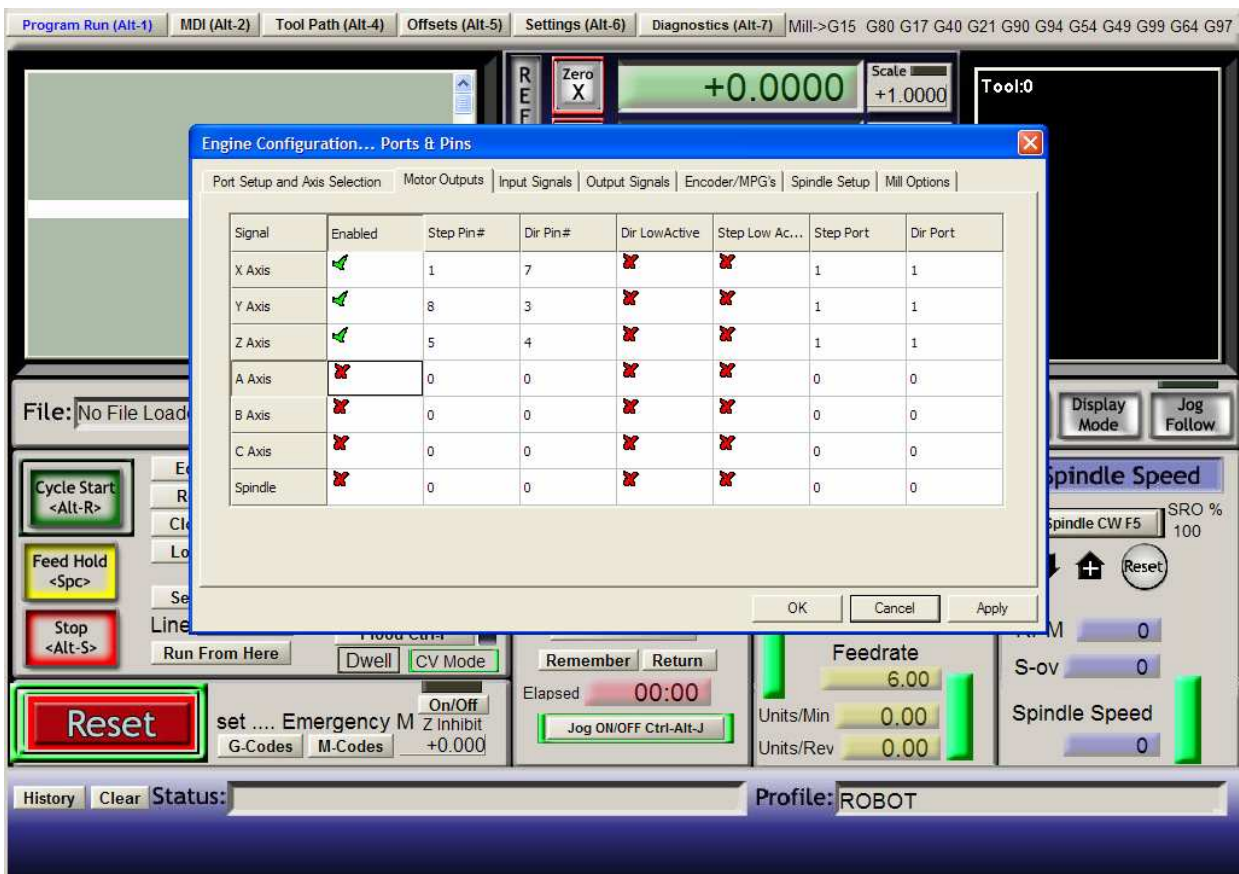 Program Run (Alt-1) MDI (Alt-2) Tool Path (Alt-4) Offsets (Alt-5) Settings (Alt-6) Diagnostics (Alt-7) Mill->G15 G80 G17 G40 G21 G90 G94 G54 G49 G99 G64 G97
R
E
F
Zero
X
+0.0000
Scale
+1.0000
Tool:0
Engine Configuration... Ports & Pins
Port Setup and Axis Selection Motor Outputs Input Signals Output Signals Encoder/MPG's Spindle Setup Mill Options
Signal Enabled Step Pin# Dir Pin# Dir LowActive Step Low Ac... Step Port Dir Port
X Axis 1 7 1 1
Y Axis 8 3 1 1
Z Axis 5 4 1 1
A Axis 0 0 0 0
B Axis 0 0 0 0
C Axis 0 0 0 0
Spindle 0 0 0 0
OK Cancel Apply
File: No File Load
Display
Mode
Jog
Follow
Cycle Start
<Alt-R>
Feed Hold
<Spc>
Stop
<Alt-S>
Line
Run From Here
Dwell CV Mode
Remember Return
Elapsed 00:00
Jog ON/OFF Ctrl-Alt-J
Feedrate
6.00
Units/Min 0.00
Units/Rev 0.00
Spindle Speed
Spindle CW F5
SRO %
100
Reset
0
S-ov 0
Spindle Speed
0
Reset
set .... Emergency M
G-Codes M-Codes
On/Off
Z Inhibit
+0.000
History Clear Status:
Profile: ROBOT